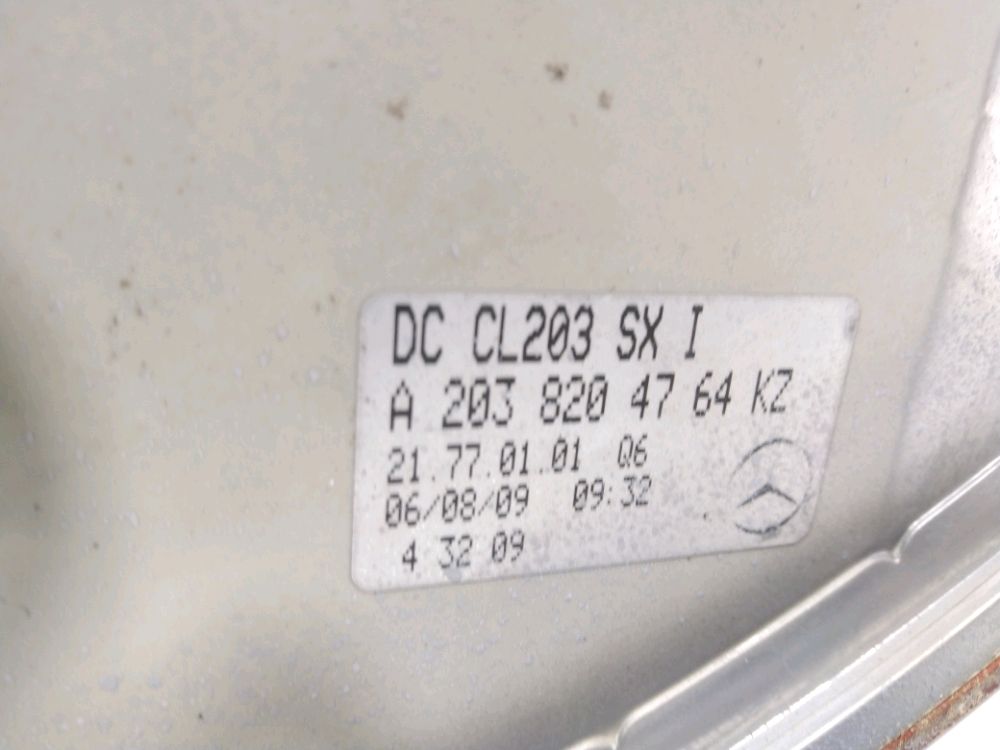 DC CL203 SX I
A 203 820 47 64 KZ
21.77.01.01 Q6
06/08/09 09:32
4 32 09